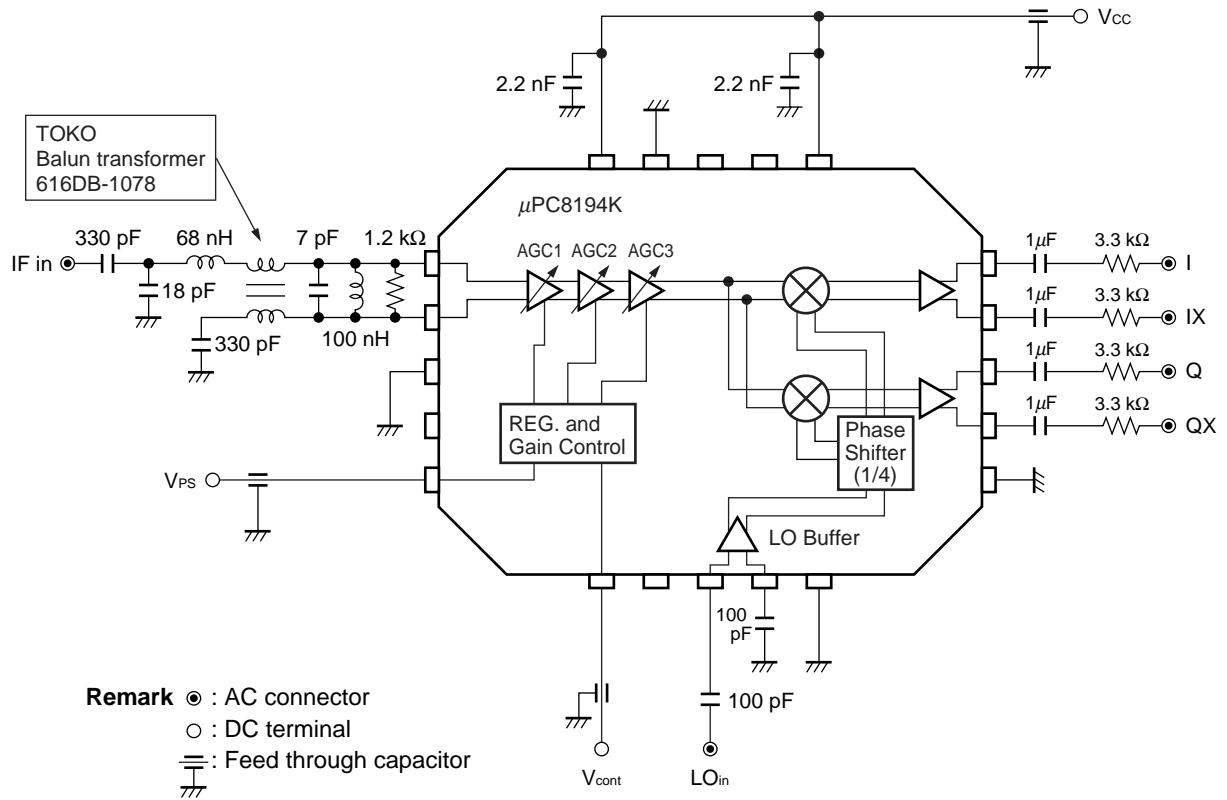 VCC
2.2 nF
2.2 nF
TOKO
Balun transformer
616DB-1078
μPC8194K
330 pF
68 nH
7 pF
1.2 kΩ
IF in
18 pF
330 pF
100 nH
AGC1
AGC2
AGC3
1μF
3.3 kΩ
I
1μF
3.3 kΩ
IX
1μF
3.3 kΩ
Q
1μF
3.3 kΩ
QX
REG. and
Gain Control
Phase
Shifter
(1/4)
VPS
LO Buffer
100
pF
100 pF
Remark
: AC connector
: DC terminal
: Feed through capacitor
Vcont
LOin